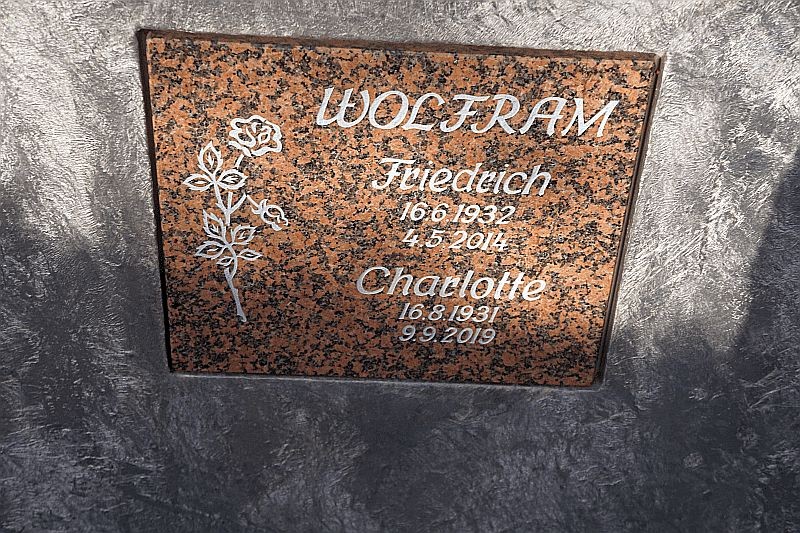 WOLFRAM
Friedrich
16.6.1932
4.5.2014
Charlotte
16.8.1931
9.9.2019